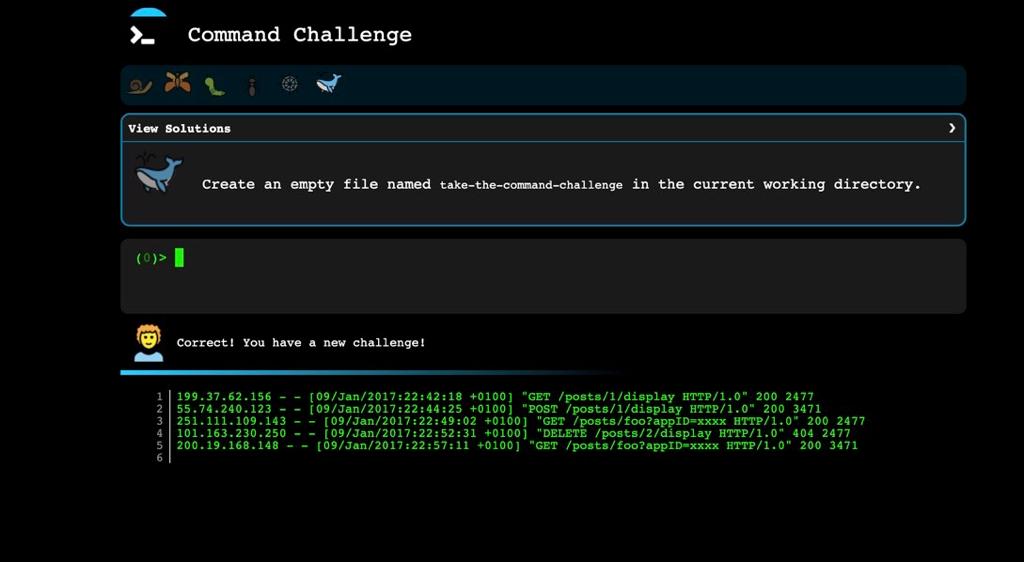 Command Challenge
View Solutions
Create an empty file named take-the-command-challenge in the current working directory.
(0)>
Correct! You have a new challenge!
1 199.37.62.156 - - [09/Jan/2017:22:42:18 +0100] "GET /posts/1/display HTTP/1.0" 200 2477
2 55.74.240.123 - - [09/Jan/2017:22:44:25 +0100] "POST /posts/1/display HTTP/1.0" 200 3471
3 251.111.109.143 - - [09/Jan/2017:22:49:02 +0100] "GET /posts/foo?appID=xxxx HTTP/1.0" 200 2477
4 101.163.230.250 - - [09/Jan/2017:22:52:31 +0100] "DELETE /posts/2/display HTTP/1.0" 404 2477
5 200.19.168.148 - - [09/Jan/2017:22:57:11 +0100] "GET /posts/foo?appID=xxxx HTTP/1.0" 200 3471
6